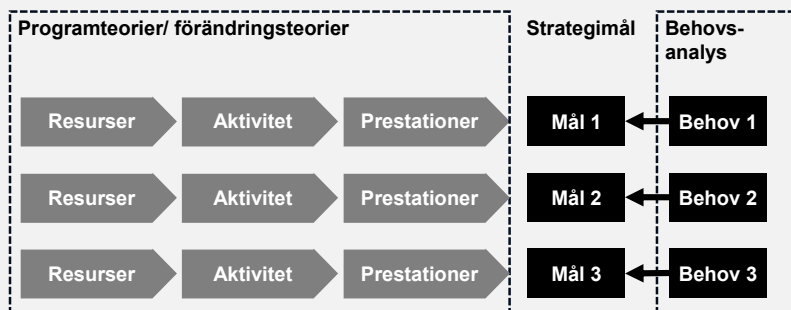 Programteorier/ förändringsteorier
Strategimål
Behovs-
analys
Resurser
Aktivitet
Prestationer
Mål 1
Behov 1
Resurser
Aktivitet
Prestationer
Mål 2
Behov 2
Resurser
Aktivitet
Prestationer
Mål 3
Behov 3